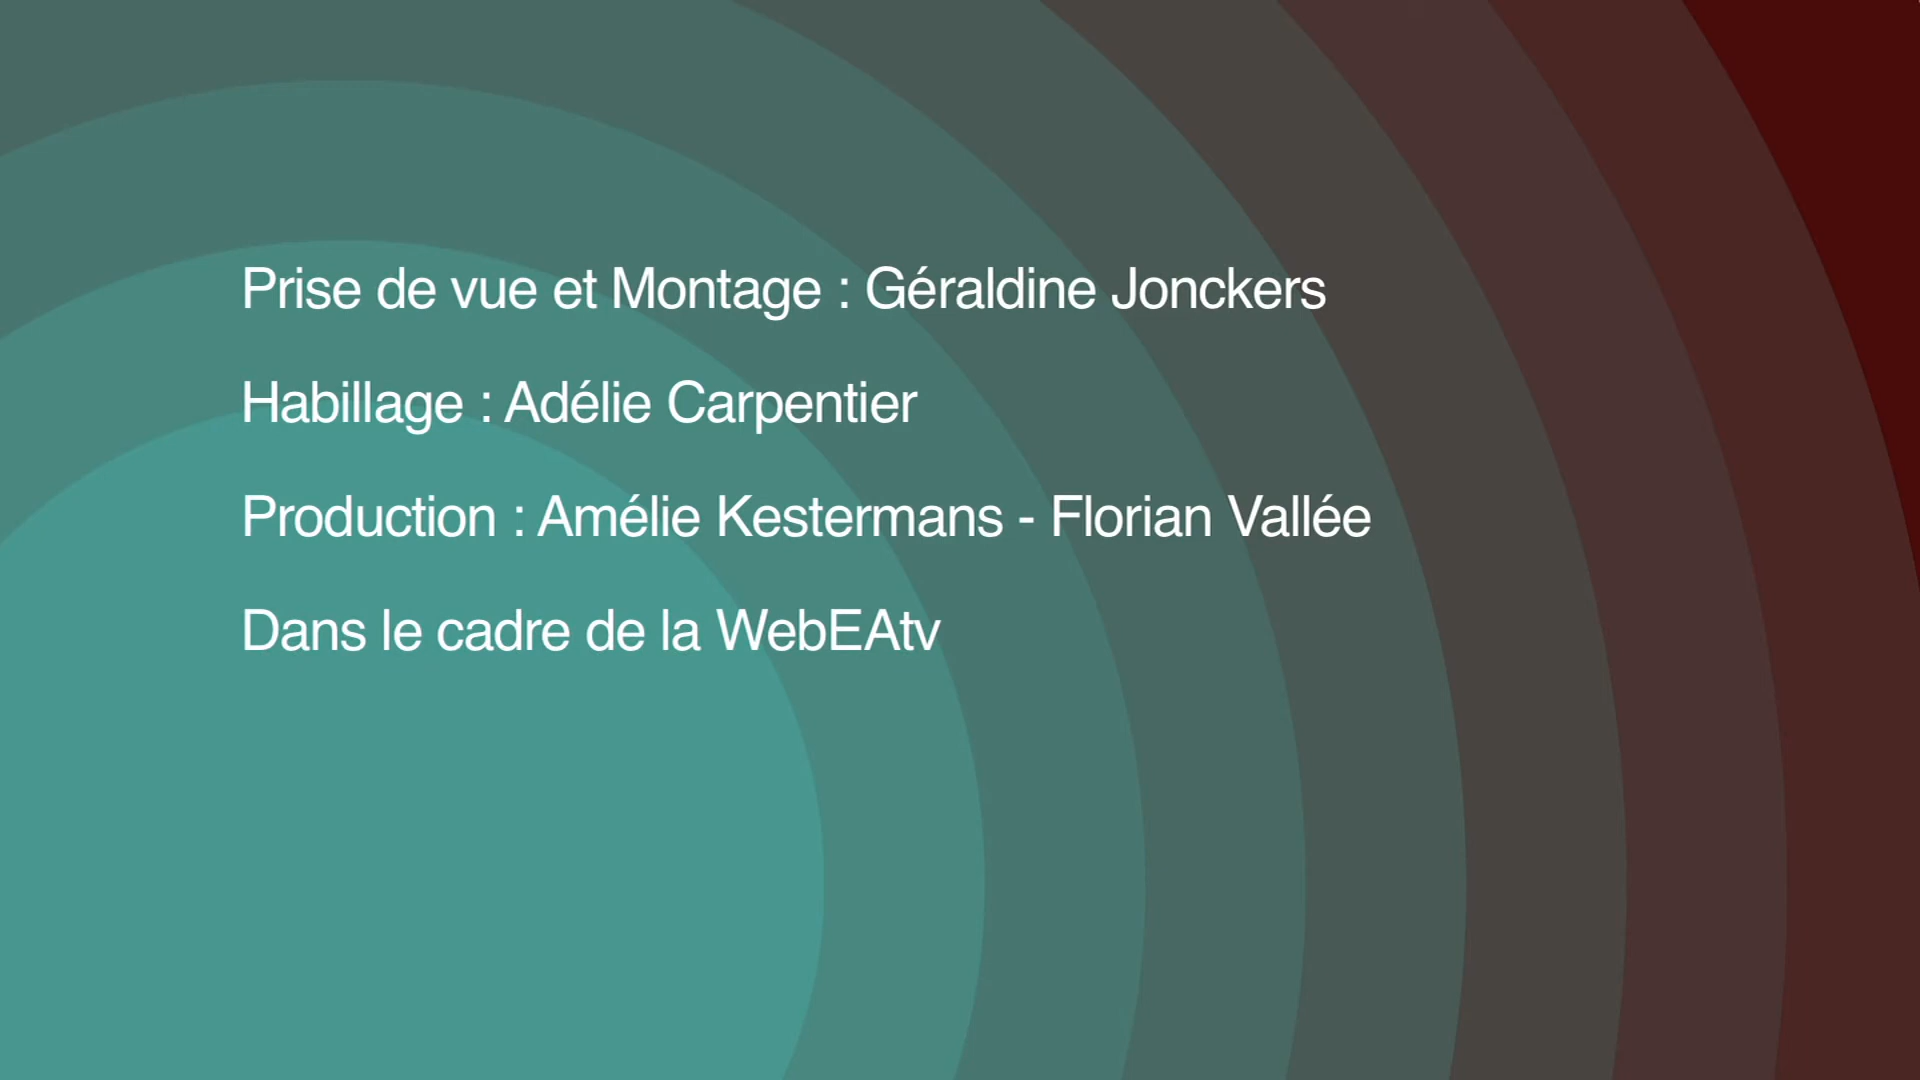 Prise de vue et Montage : Géraldine Jonckers
Habillage : Adélie Carpentier
Production : Amélie Kestermans - Florian Vallée
Dans le cadre de la WebEAtv